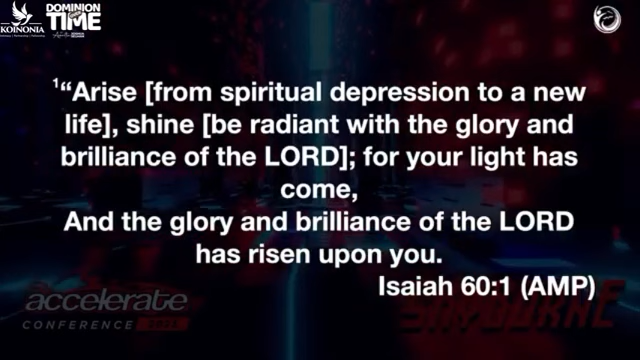 KOINONIA
DOMINION
TIME
¹“Arise [from spiritual depression to a new
life], shine [be radiant with the glory and
brilliance of the LORD]; for your light has
come,
And the glory and brilliance of the LORD
has risen upon you.
Isaiah 60:1 (AMP)
accelerate
CONFERENCE